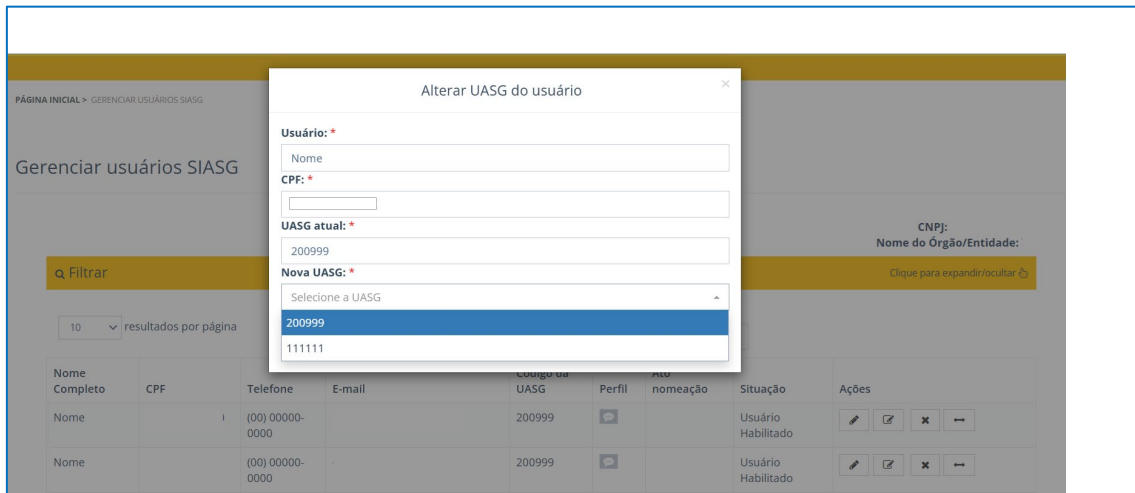 PÁGINA INICIAL > GERENCIAR USUÁRIOS SIASG
Gerenciar usuários SIASG
Alterar UASG do usuário ×
Usuário: *
Nome
CPF: *
UASG atual: *
200999
Nova UASG: *
Selecione a UASG
200999
111111
CNPJ:
Nome do Órgão/Entidade:
Filtrar
Clique para expandir/ocultar
10 resultados por página
Nome Completo CPF Telefone E-mail Código da UASG Perfil Ato nomeação Situação Ações
Nome (00) 00000-0000 200999 Usuário Habilitado
Nome (00) 00000-0000 200999 Usuário Habilitado